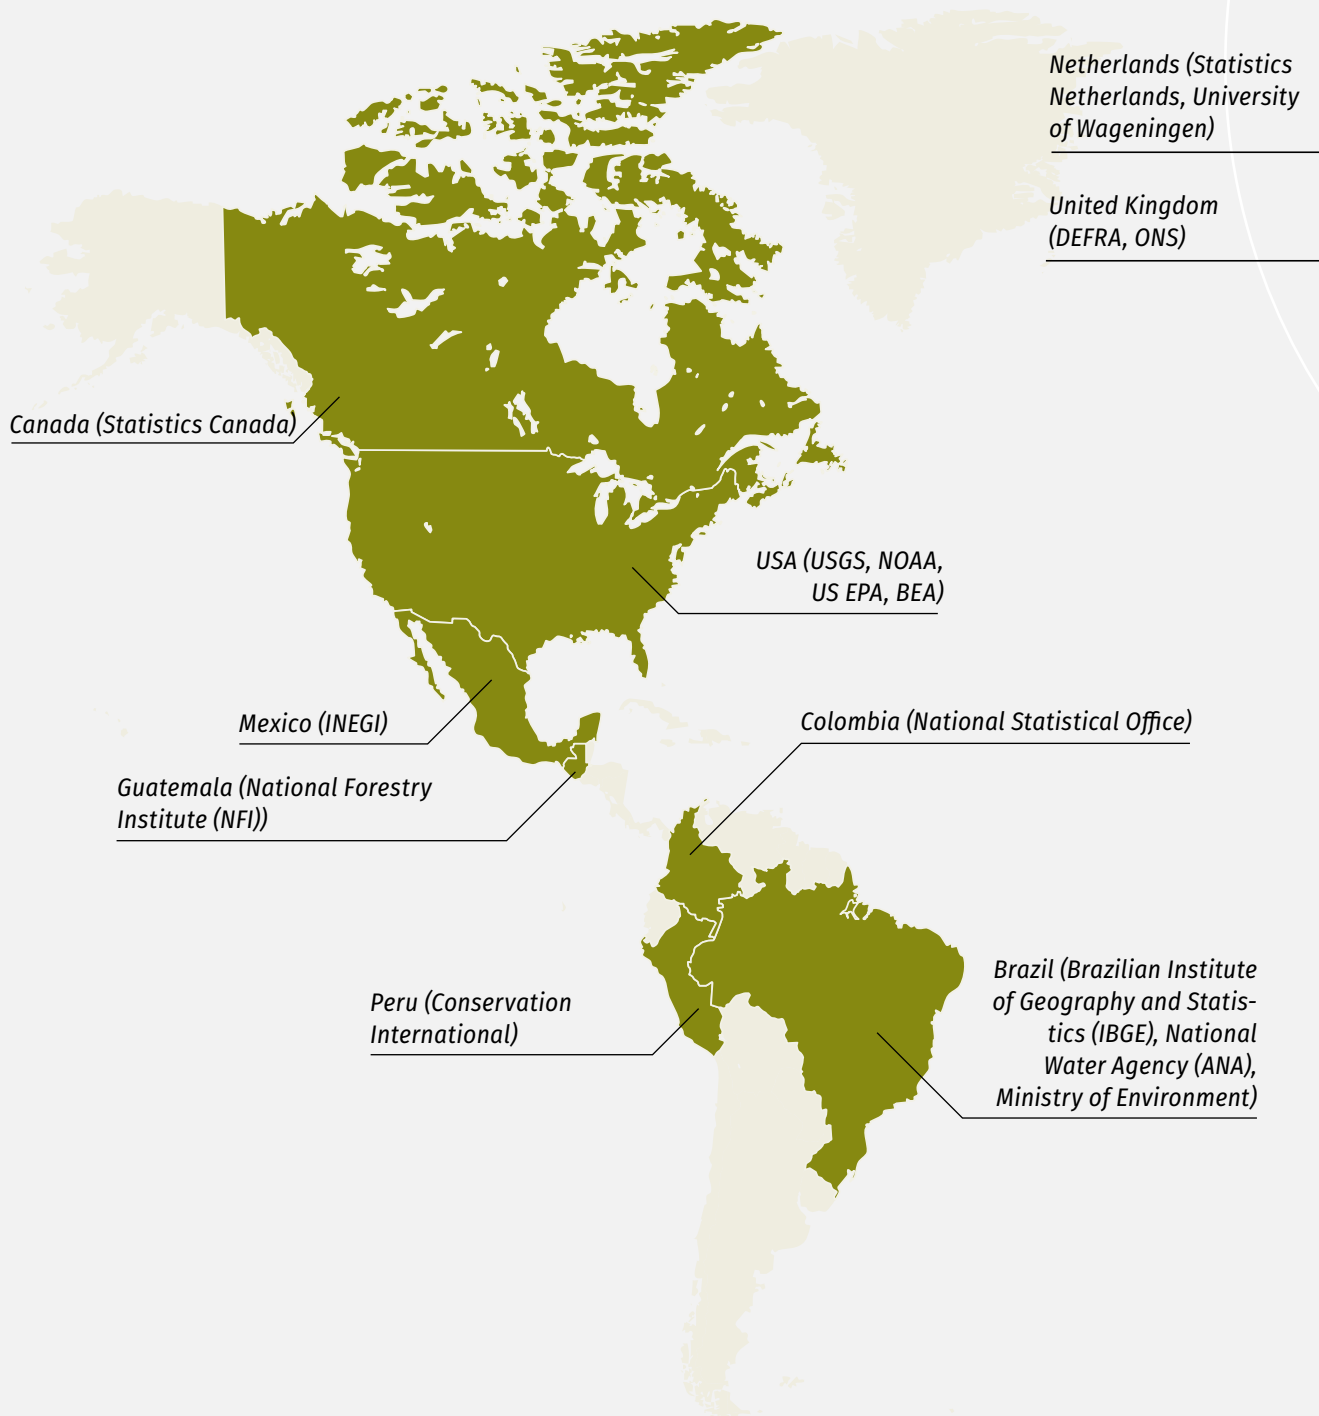 Netherlands (Statistics
Netherlands, University
of Wageningen)
United Kingdom
(DEFRA, ONS)
Canada (Statistics Canada)
USA (USGS, NOAA,
US EPA, BEA)
Mexico (INEGI)
Colombia (National Statistical Office)
Guatemala (National Forestry
Institute (NFI))
Peru (Conservation
International)
Brazil (Brazilian Institute
of Geography and Statis-
tics (IBGE), National
Water Agency (ANA),
Ministry of Environment)